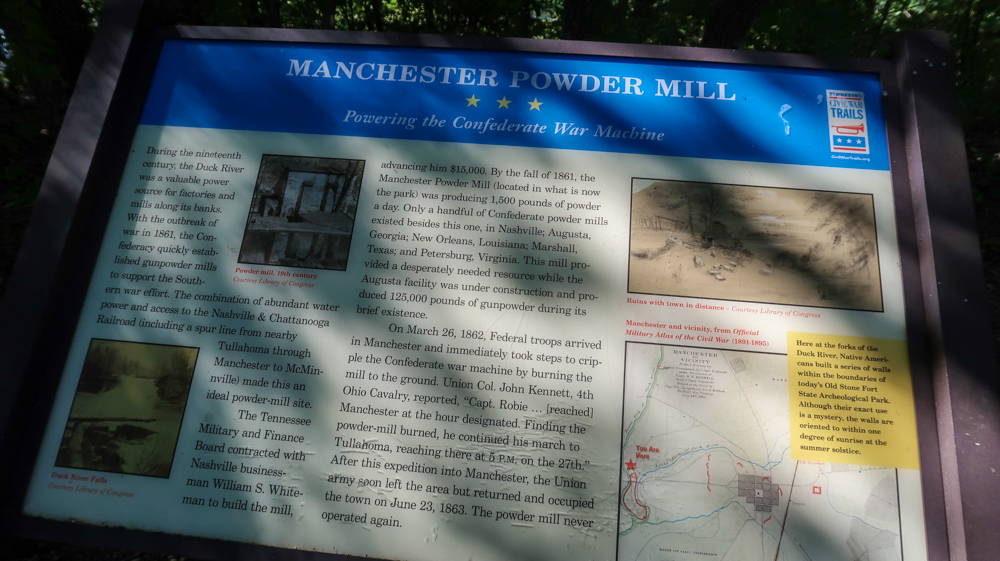 MANCHESTER POWDER MILL
Powering the Confederate War Machine
TENNESSEE
CIVIL WAR
TRAILS
CivilWarTrails.org
During the nineteenth
century, the Duck River
was a valuable power
source for factories and
mills along its banks.
With the outbreak of
war in 1861, the Con-
federacy quickly estab-
lished gunpowder mills
to support the South-
ern war effort. The combination of abundant water
power and access to the Nashville & Chattanooga
Railroad (including a spur line from nearby
Tullahoma through
Manchester to McMin-
nville) made this an
ideal powder-mill site.
The Tennessee
Military and Finance
Board contracted with
Nashville business-
man William S. White-
man to build the mill,
Powder mill, 19th century
Courtesy Library of Congress
Duck River Falls
Courtesy Library of Congress
advancing him $15,000. By the fall of 1861, the
Manchester Powder Mill (located in what is now
the park) was producing 1,500 pounds of powder
a day. Only a handful of Confederate powder mills
existed besides this one, in Nashville; Augusta,
Georgia; New Orleans, Louisiana; Marshall,
Texas; and Petersburg, Virginia. This mill pro-
vided a desperately needed resource while the
Augusta facility was under construction and pro-
duced 125,000 pounds of gunpowder during its
brief existence.
On March 26, 1862, Federal troops arrived
in Manchester and immediately took steps to crip-
ple the Confederate war machine by burning the
mill to the ground. Union Col. John Kennett, 4th
Ohio Cavalry, reported, “Capt. Robie ... [reached]
Manchester at the hour designated. Finding the
powder-mill burned, he continued his march to
Tullahoma, reaching there at 5 P.M. on the 27th.”
After this expedition into Manchester, the Union
army soon left the area but returned and occupied
the town on June 23, 1863. The powder mill never
operated again.
Ruins with town in distance – Courtesy Library of Congress
Manchester and vicinity, from Official
Military Atlas of the Civil War (1891-1895)
MANCHESTER
AND
VICINITY
You Are
Here
Here at the forks of the
Duck River, Native Ameri-
cans built a series of walls
within the boundaries of
today's Old Stone Fort
State Archeological Park.
Although their exact use
is a mystery, the walls are
oriented to within one
degree of sunrise at the
summer solstice.